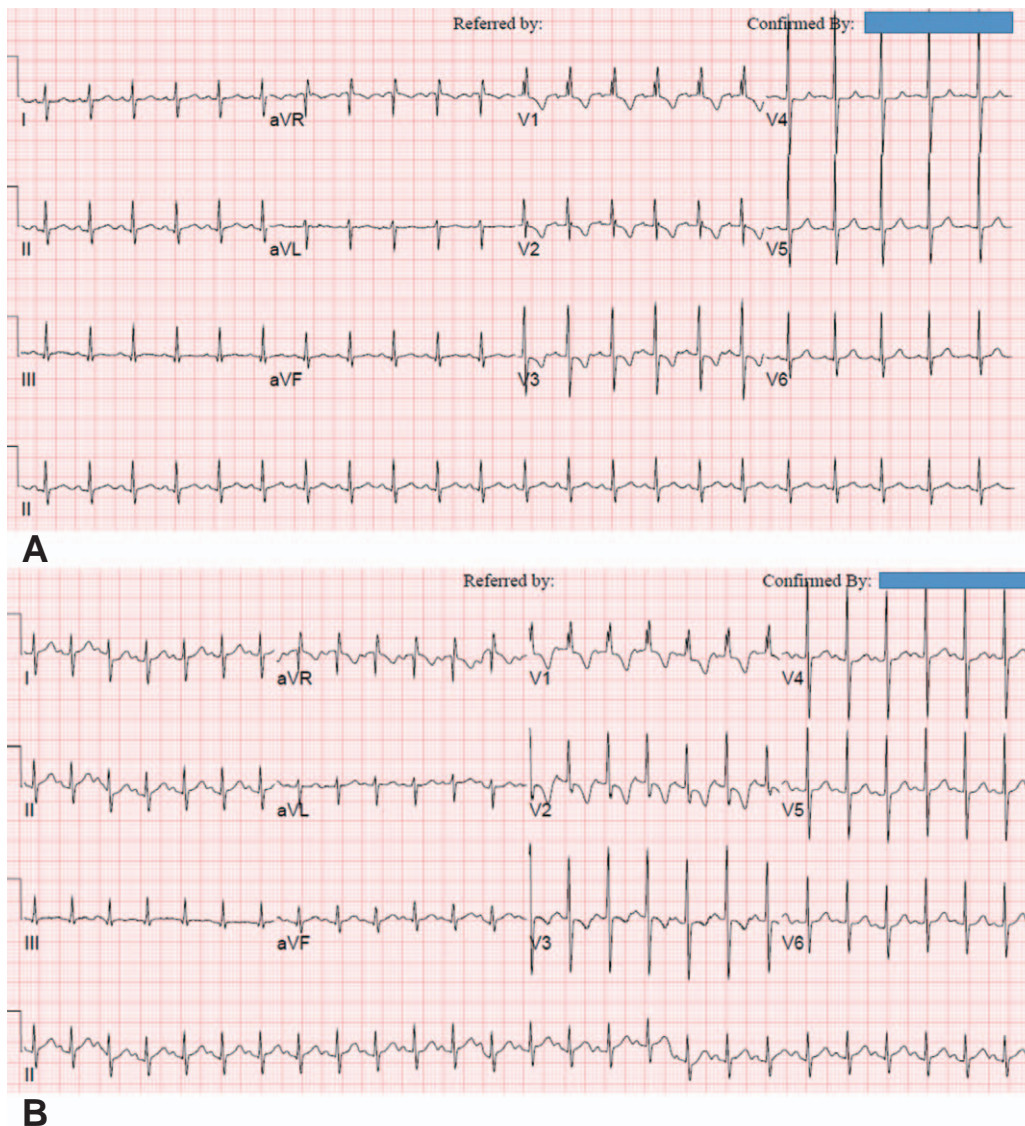 Referred by: Confirmed By:
I aVR V1 V4
II aVL V2 V5
III aVF V3 V6
II
A
Referred by: Confirmed By:
I aVR V1 V4
II aVL V2 V5
III aVF V3 V6
II
B